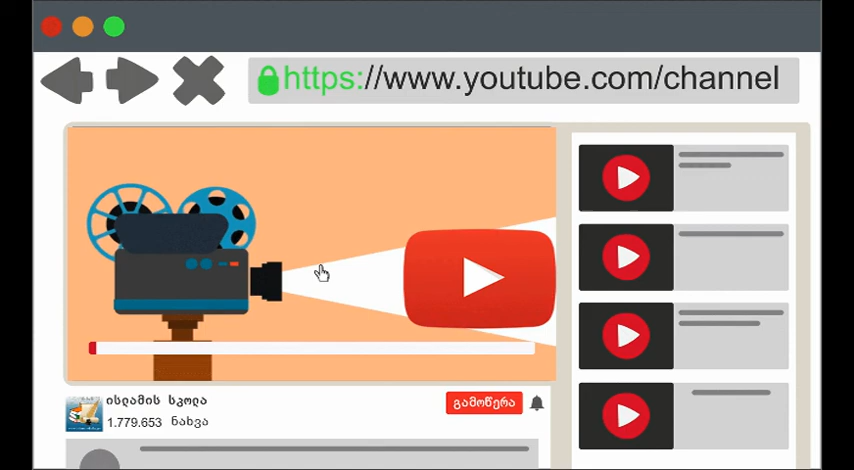 https://www.youtube.com/channel
ისლამის სკოლა
გამოწერა
1.779.653 ნახვა